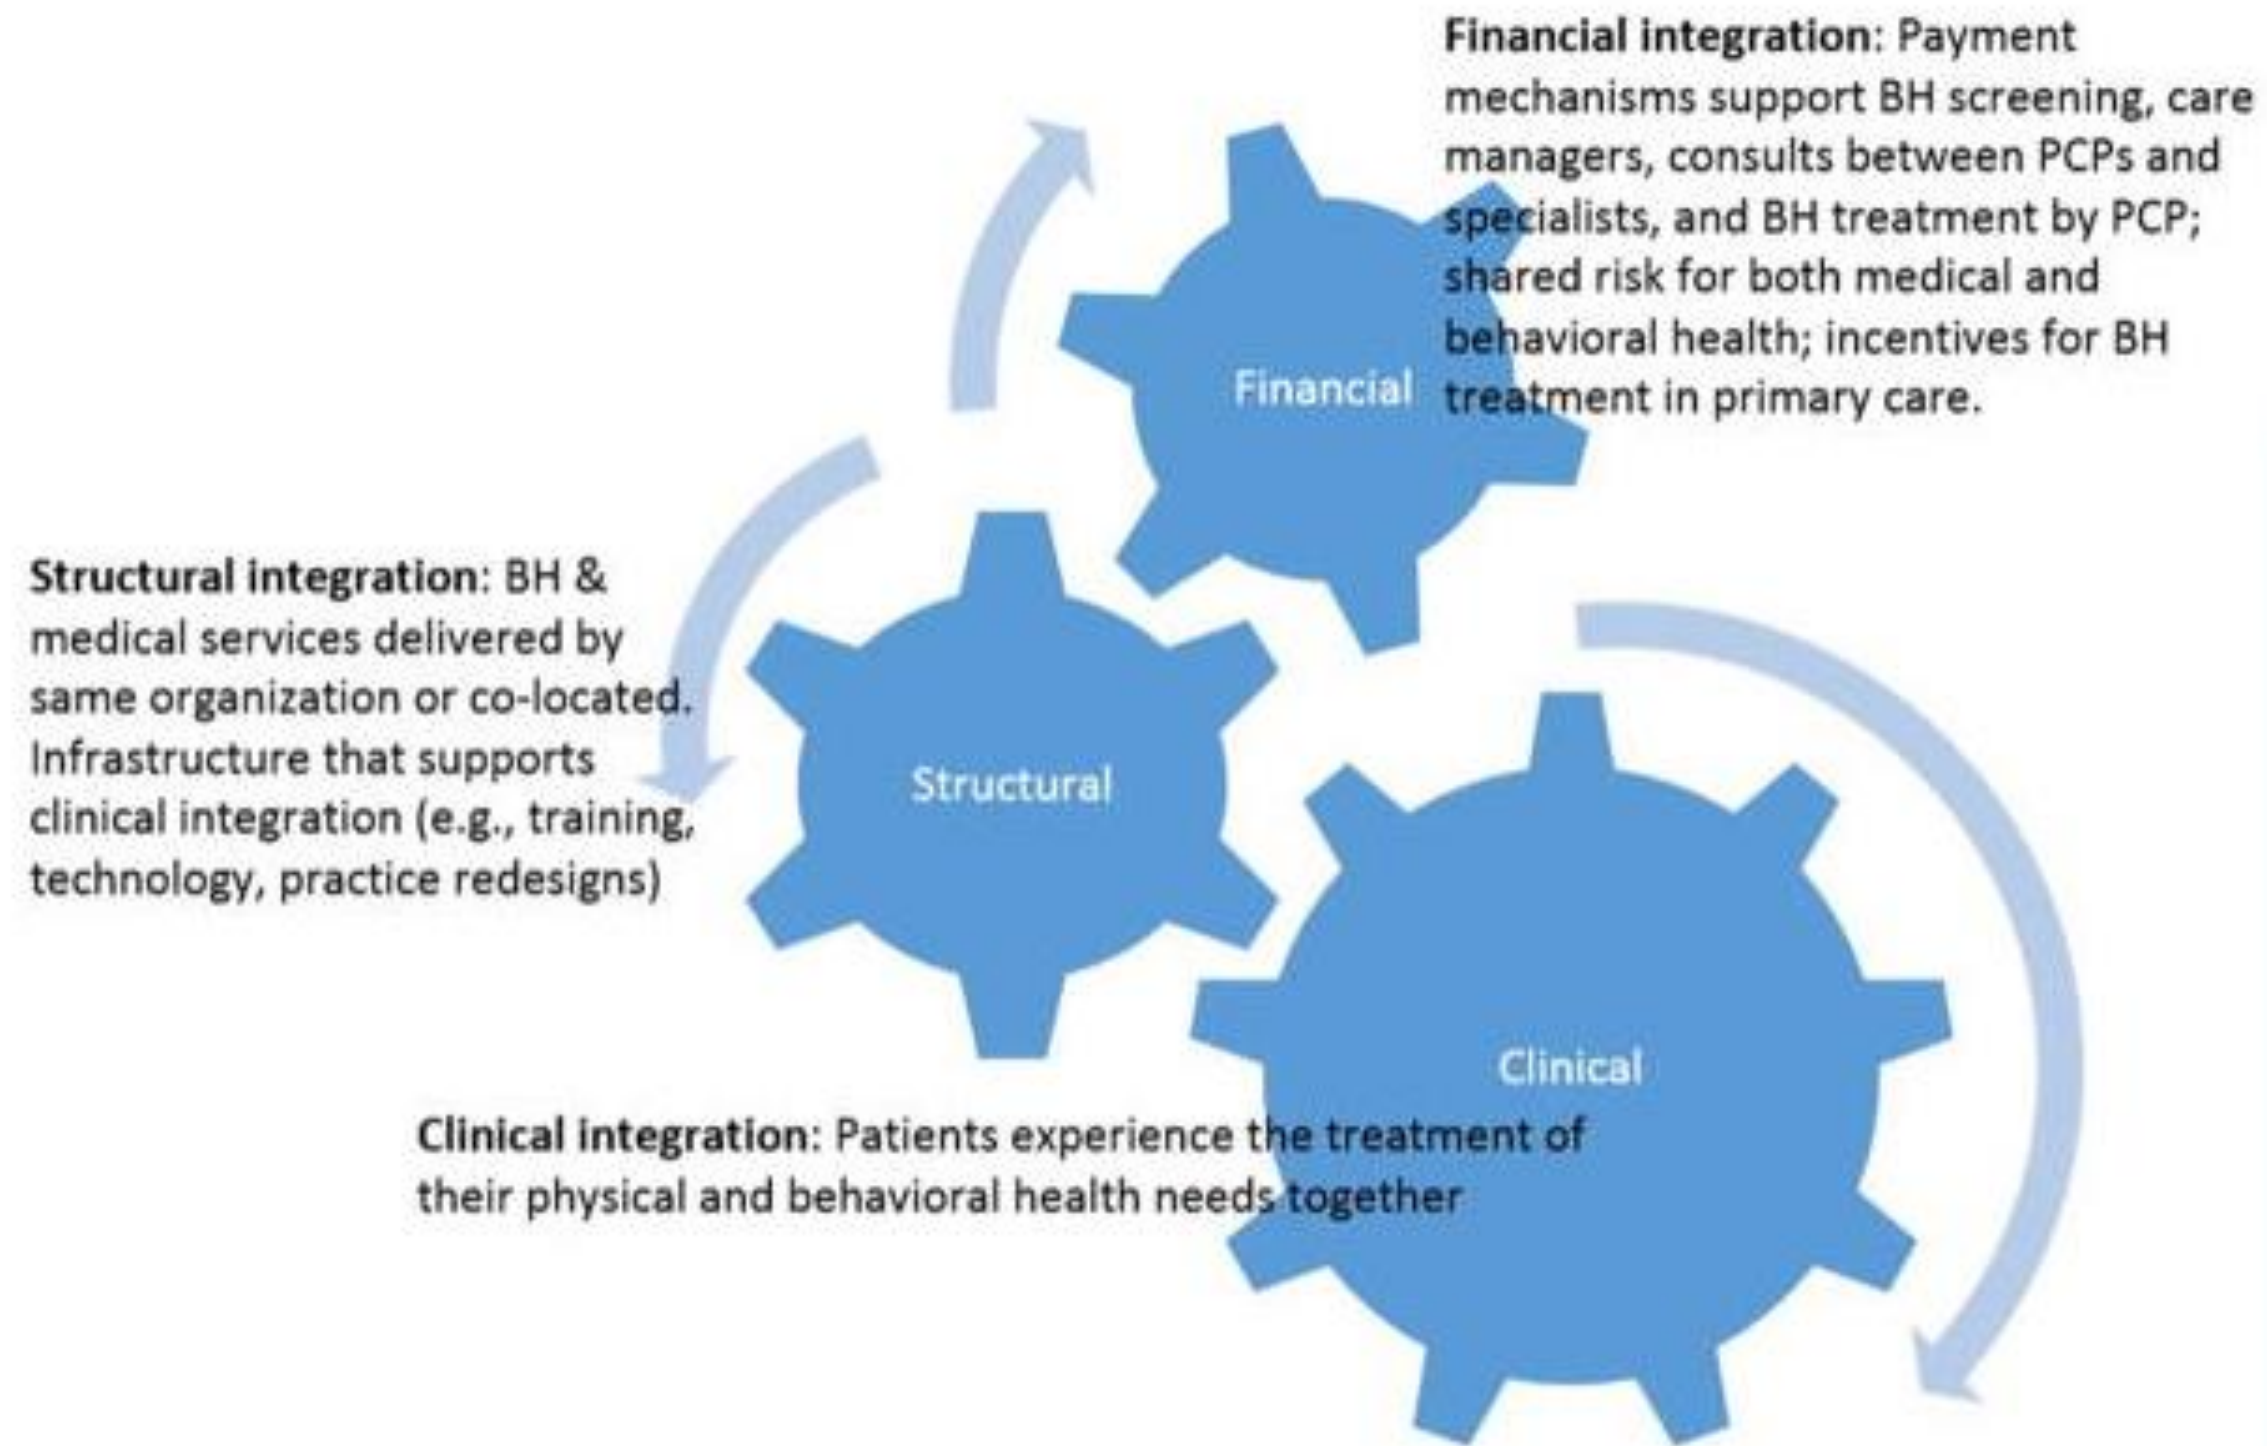 Financial integration: Payment
mechanisms support BH screening, care
managers, consults between PCPs and
specialists, and BH treatment by PCP;
shared risk for both medical and
behavioral health; incentives for BH
treatment in primary care.
Financial
Structural integration: BH &
medical services delivered by
same organization or co-located.
Infrastructure that supports
clinical integration (e.g., training,
technology, practice redesigns)
Structural
Clinical
Clinical integration: Patients experience the treatment of
their physical and behavioral health needs together